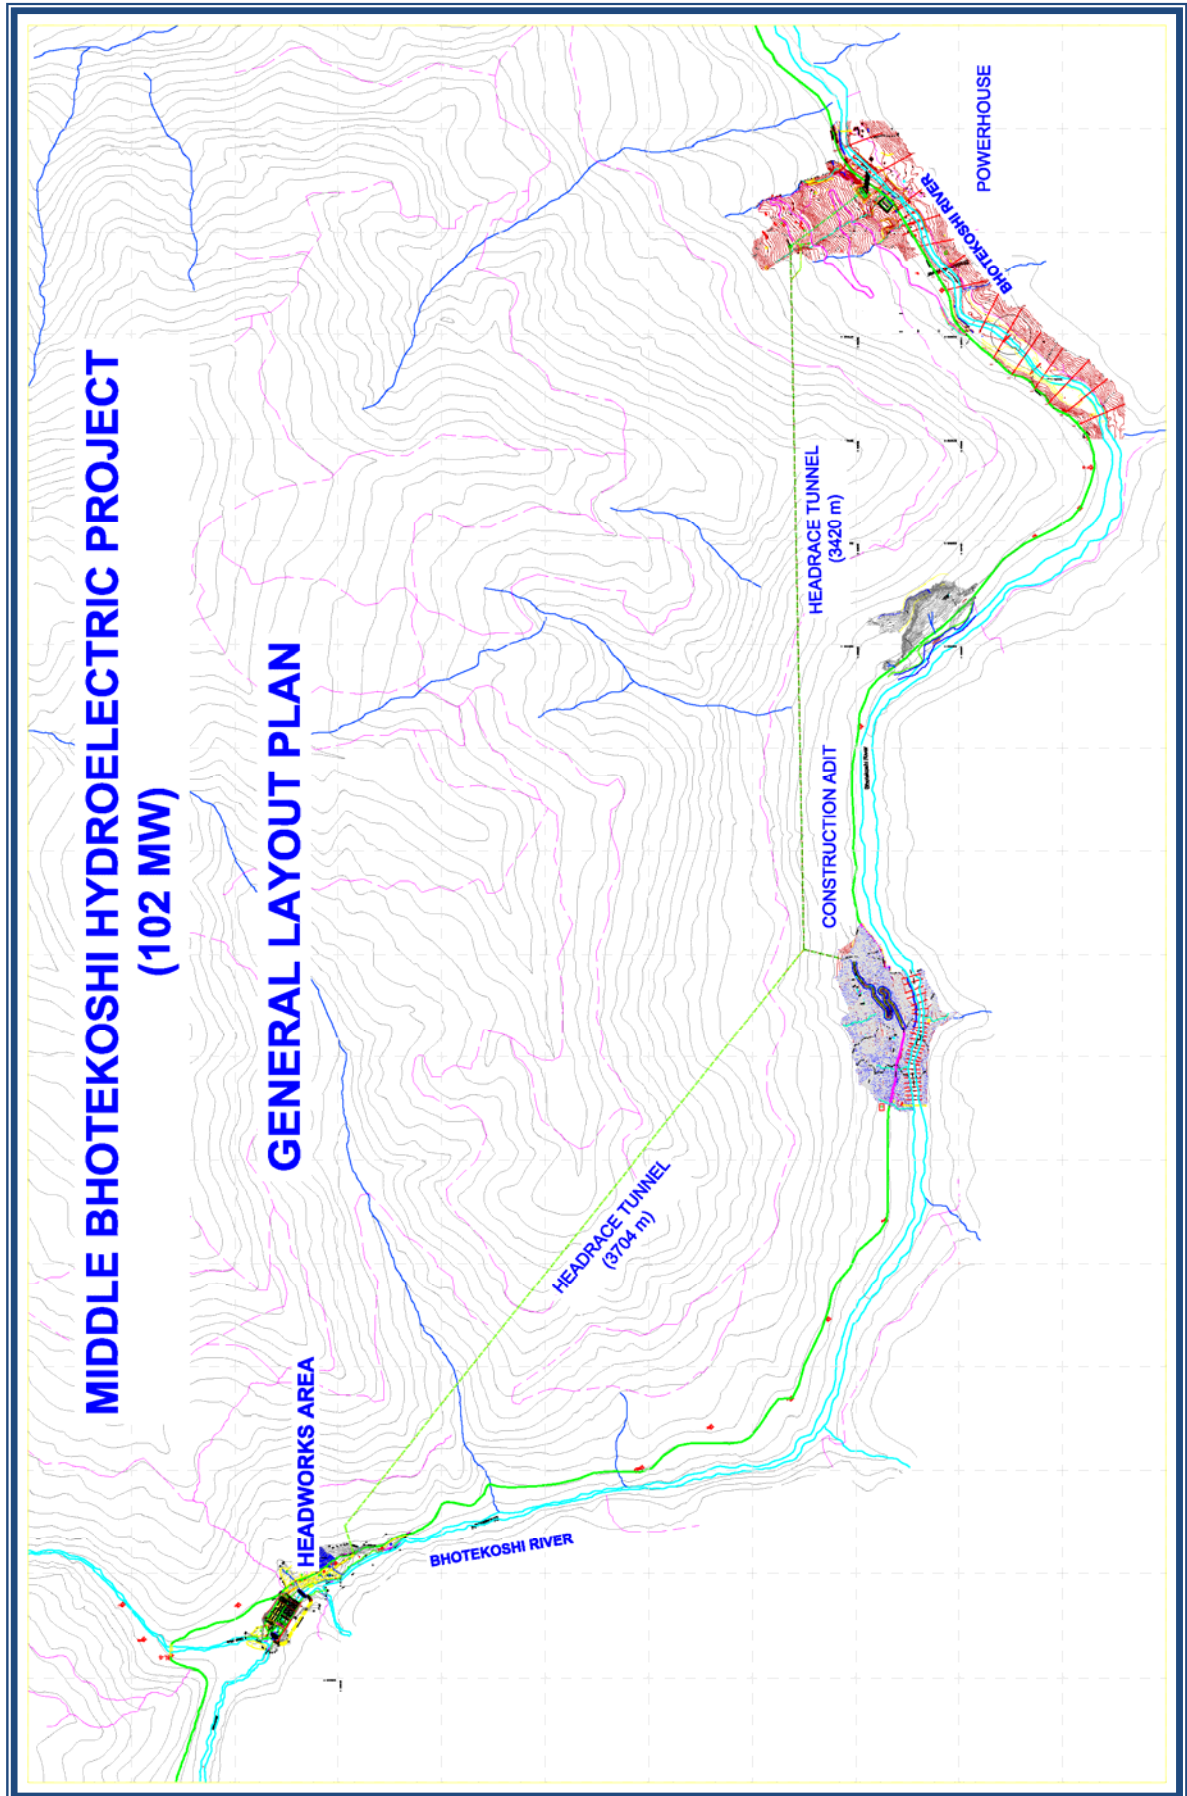 MIDDLE BHOTEKOSHI HYDROELECTRIC PROJECT
(102 MW)
GENERAL LAYOUT PLAN
HEADWORKS AREA
BHOTEKOSHI RIVER
HEADRACE TUNNEL
(3704 m)
CONSTRUCTION ADIT
HEADRACE TUNNEL
(3420 m)
BHOTEKOSHI RIVER
POWERHOUSE